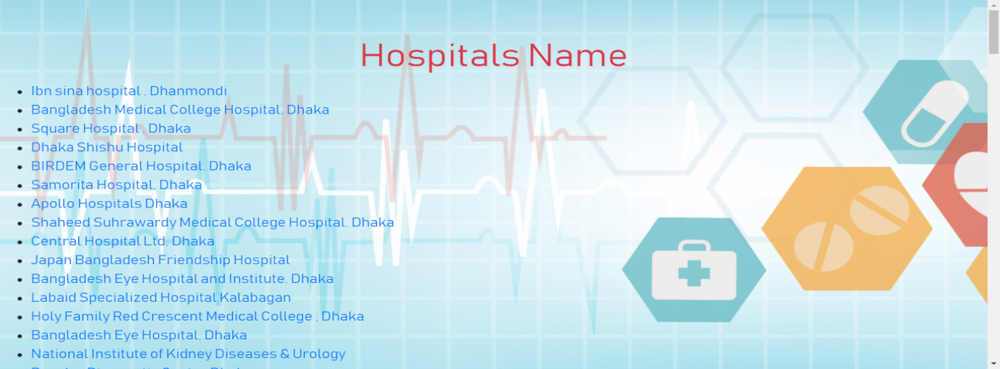 Hospitals Name
Ibn sina hospital , Dhanmondi
Bangladesh Medical College Hospital, Dhaka
Square Hospital , Dhaka
Dhaka Shishu Hospital
BIRDEM General Hospital, Dhaka
Samorita Hospital, Dhaka
Apollo Hospitals Dhaka
Shaheed Suhrawardy Medical College Hospital, Dhaka
Central Hospital Ltd, Dhaka
Japan Bangladesh Friendship Hospital
Bangladesh Eye Hospital and Institute, Dhaka
Labaid Specialized Hospital Kalabagan
Holy Family Red Crescent Medical College , Dhaka
Bangladesh Eye Hospital, Dhaka
National Institute of Kidney Diseases & Urology